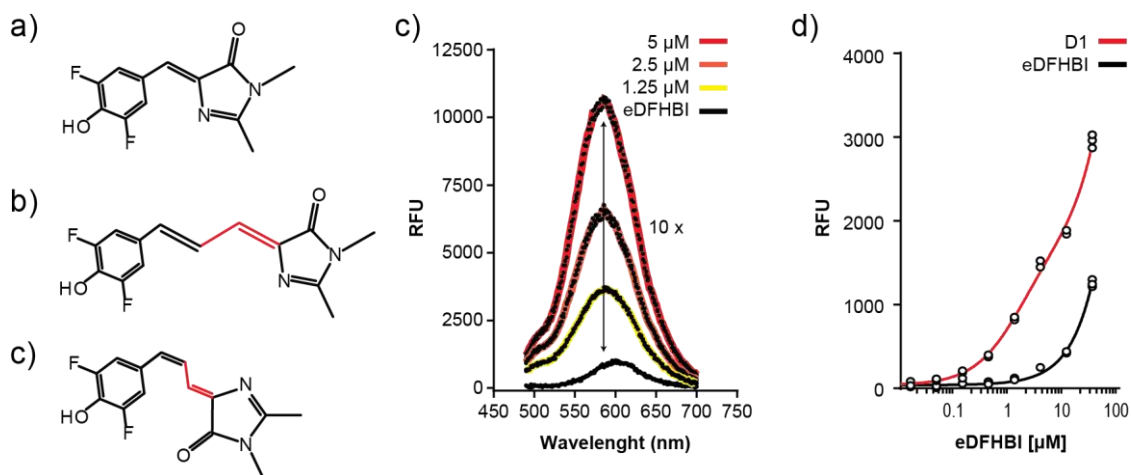 a)
O
F
N
N
HO
F
b)
O
F
N
N
HO
F
c)
F
N
HO
F
O
N
c)
12500
10000
7500
5000
2500
0
RFU
5 µM
2.5 µM
1.25 µM
eDFHBI
10 x
450 500 550 600 650 700 750
Wavelenght (nm)
d)
D1
eDFHBI
4000
3000
2000
1000
0
RFU
0.1 1 10 100
eDFHBI [µM]